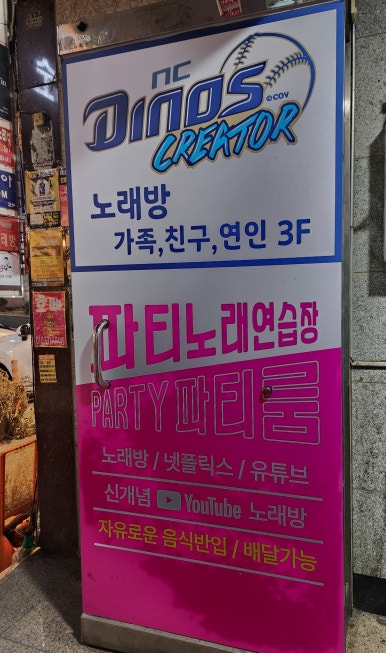 NC
DINOS
©COV
CREATOR
노래방
가족,친구,연인 3F
파티노래연습장
PARTY 파티룸
노래방 / 넷플릭스 / 유튜브
신개념 YouTube 노래방
자유로운 음식반입 / 배달가능